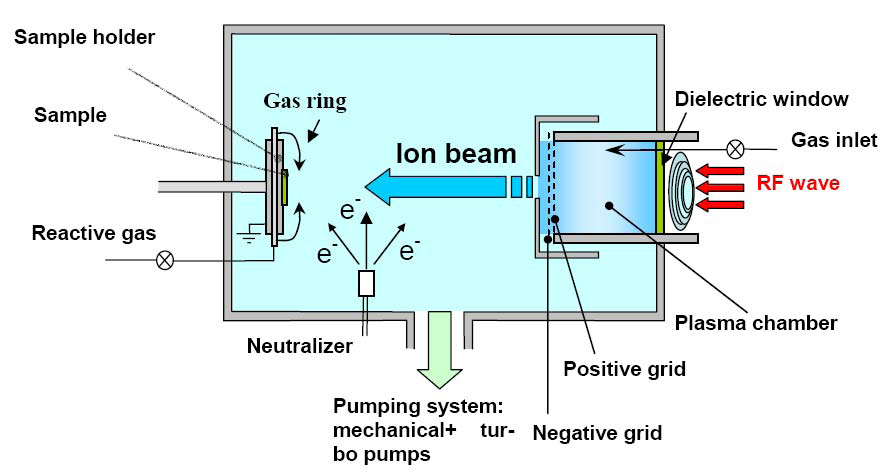 Sample holder
Sample
Gas ring
Dielectric window
Gas inlet
Ion beam
RF wave
e-
e-
e-
Reactive gas
Plasma chamber
Neutralizer
Positive grid
Pumping system:
mechanical+ tur-
bo pumps
Negative grid